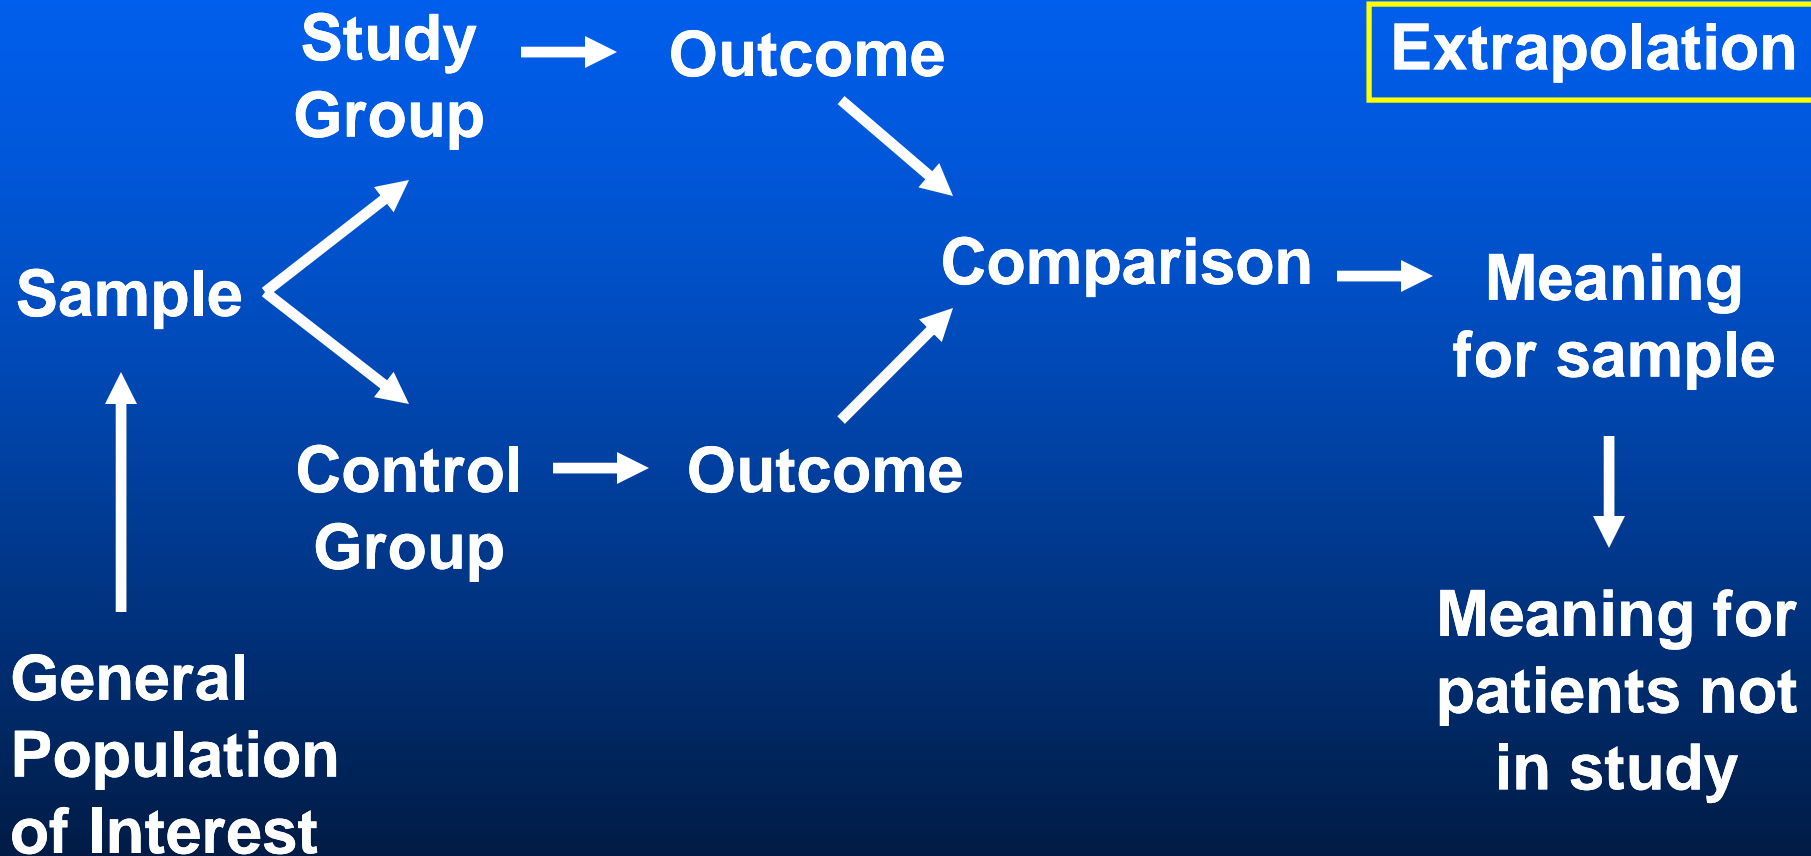 Study
Group
Outcome
Extrapolation
Sample
Comparison
Meaning
for sample
Control
Group
Outcome
General
Population
of Interest
Meaning for
patients not
in study